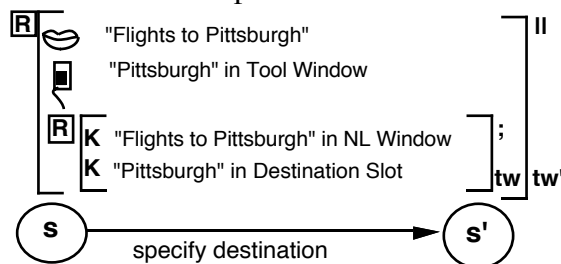 R "Flights to Pittsburgh" ||
"Pittsburgh" in Tool Window
R K "Flights to Pittsburgh" in NL Window ;
K "Pittsburgh" in Destination Slot tw tw'
s s'
specify destination